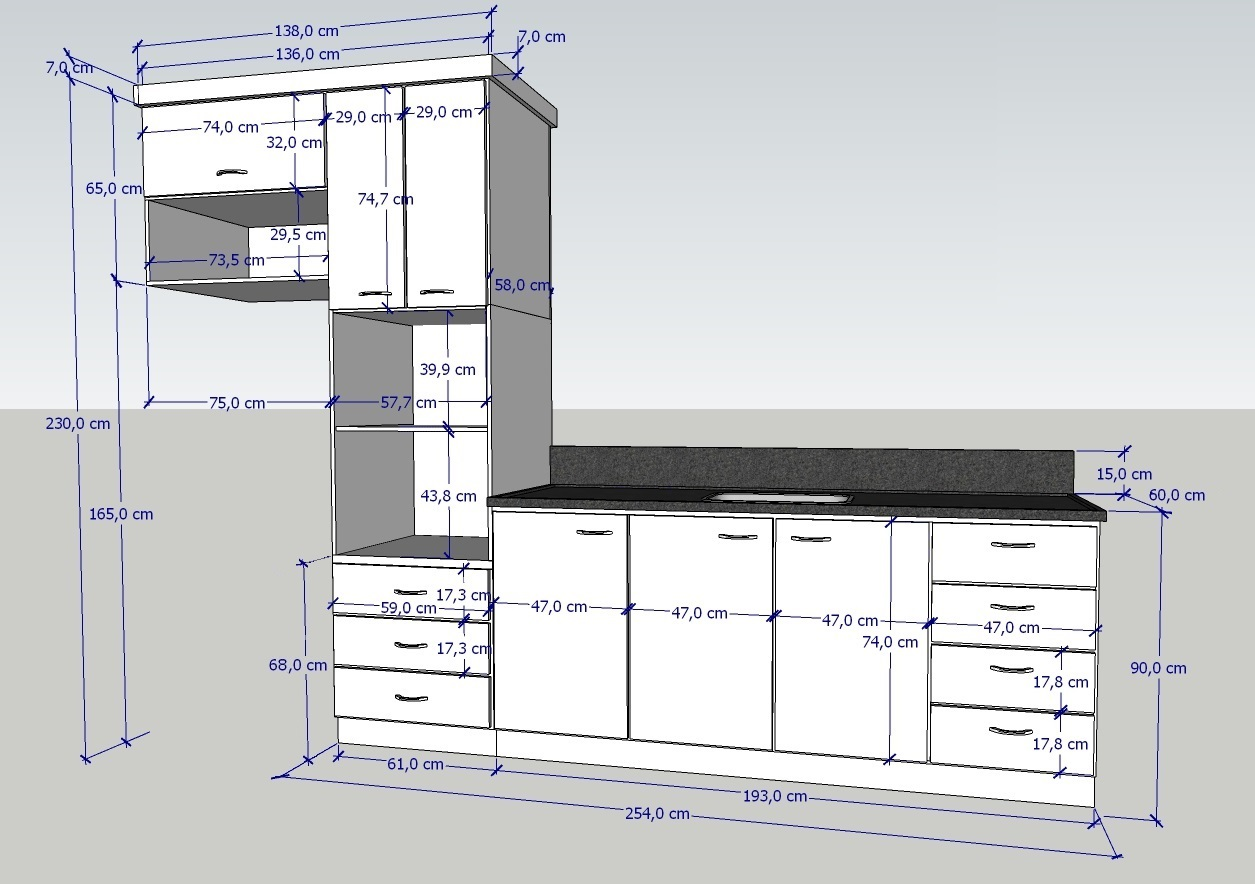 138,0 cm
7,0 cm
136,0 cm
7,0 cm
74,0 cm
29,0 cm
29,0 cm
32,0 cm
65,0 cm
74,7 cm
29,5 cm
73,5 cm
58,0 cm
39,9 cm
75,0 cm
57,7 cm
230,0 cm
15,0 cm
43,8 cm
60,0 cm
165,0 cm
17,3 cm
59,0 cm
47,0 cm
47,0 cm
47,0 cm
47,0 cm
74,0 cm
17,3 cm
68,0 cm
90,0 cm
17,8 cm
17,8 cm
61,0 cm
193,0 cm
254,0 cm